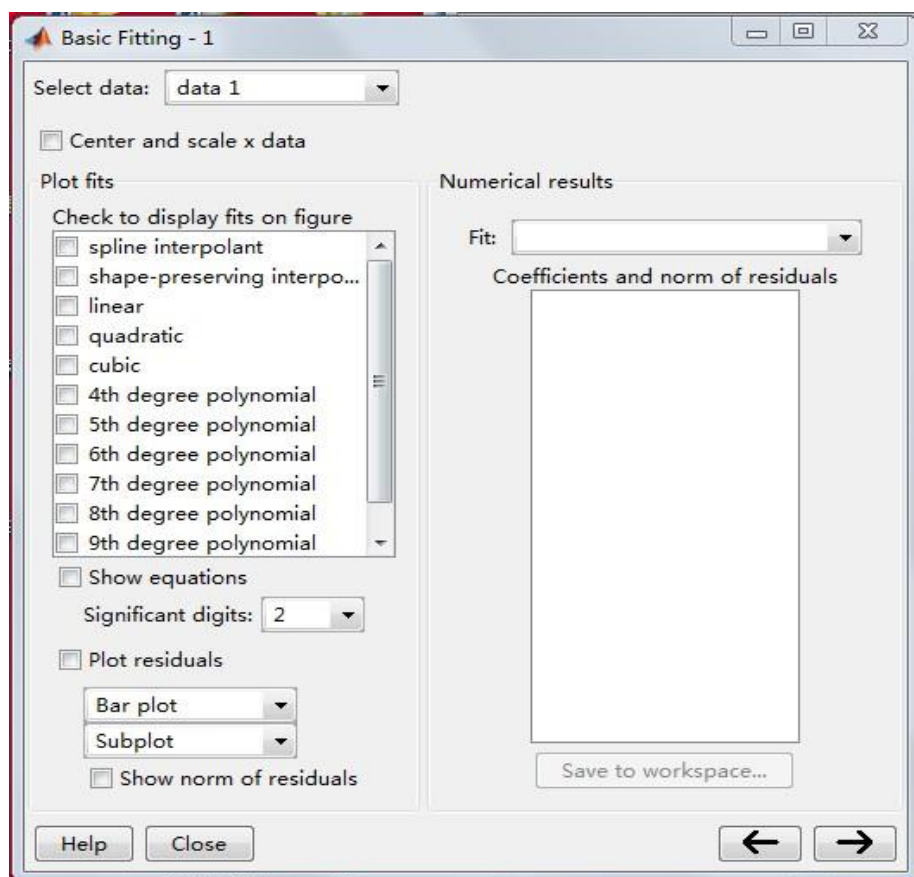 Basic Fitting - 1
Select data: data 1
Center and scale x data
Plot fits
Check to display fits on figure
spline interpolant
shape-preserving interpo...
linear
quadratic
cubic
4th degree polynomial
5th degree polynomial
6th degree polynomial
7th degree polynomial
8th degree polynomial
9th degree polynomial
Show equations
Significant digits: 2
Plot residuals
Bar plot
Subplot
Show norm of residuals
Numerical results
Fit:
Coefficients and norm of residuals
Save to workspace...
Help Close